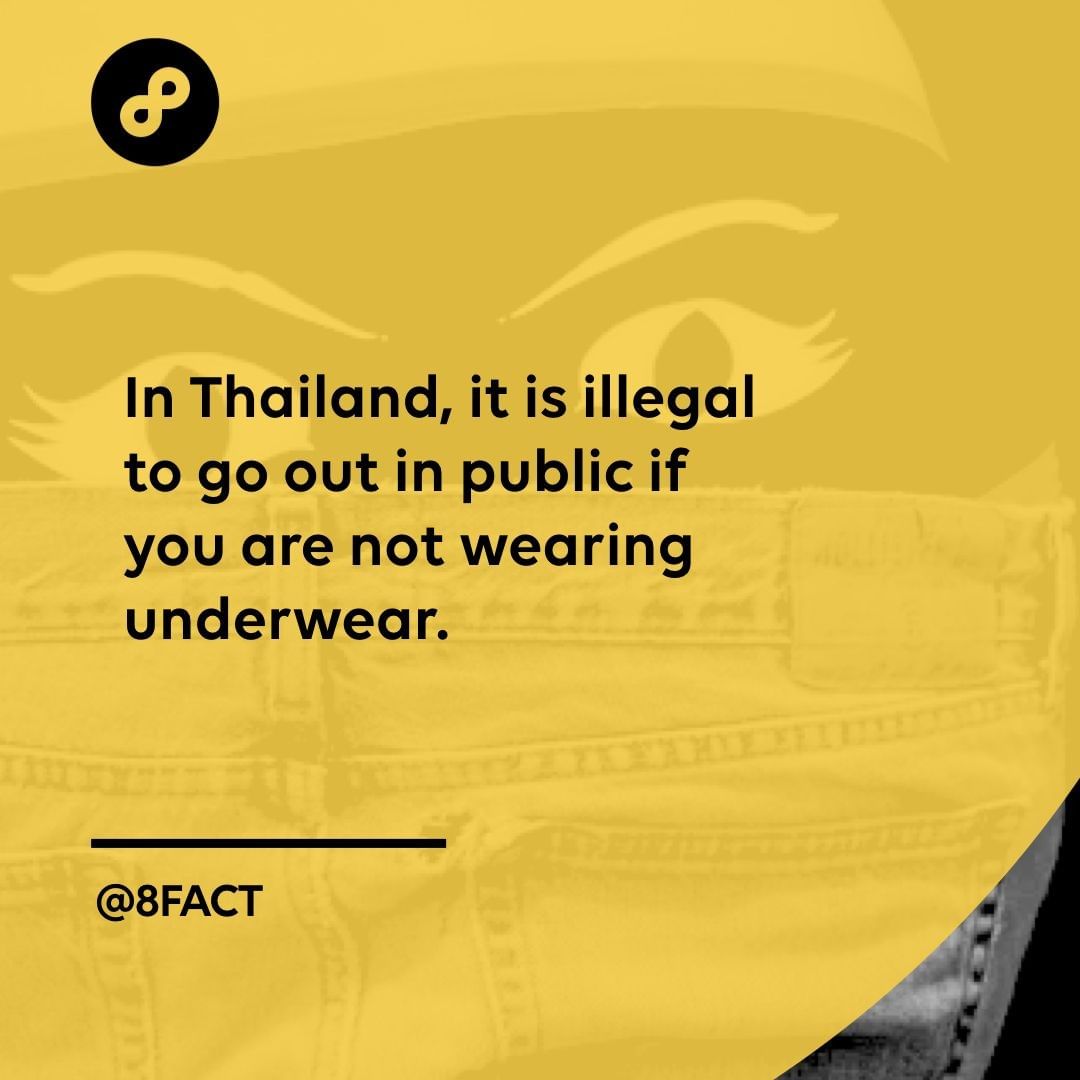 In Thailand, it is illegal
to go out in public if
you are not wearing
underwear.
@8FACT